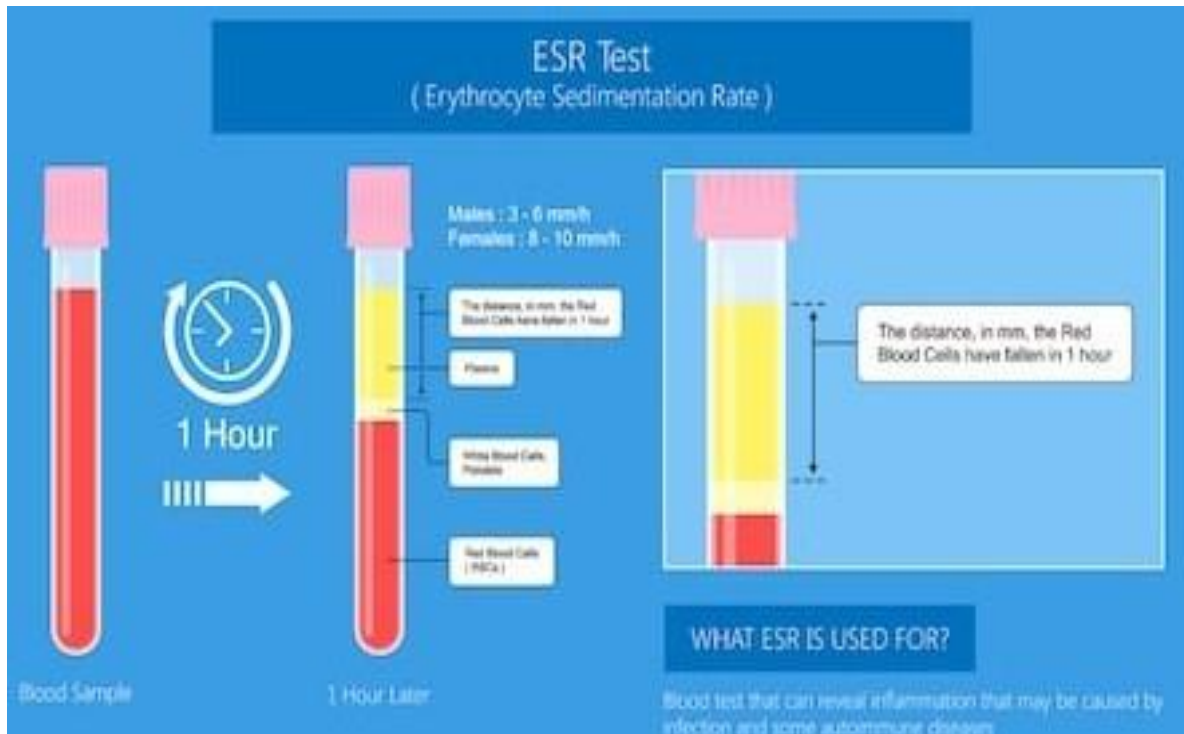 ESR Test
( Erythrocyte Sedimentation Rate )
Males : 3 - 6 mm/h
Females : 8 - 10 mm/h
The distance, in mm, the Red
Blood Cells have fallen in 1 hour
Plasma
White Blood Cells,
Platelets
Red Blood Cells
( RBCs )
1 Hour
Blood Sample
1 Hour Later
The distance, in mm, the Red
Blood Cells have fallen in 1 hour
WHAT ESR IS USED FOR?
Blood test that can reveal inflammation that may be caused by
infection and some autoimmune diseases